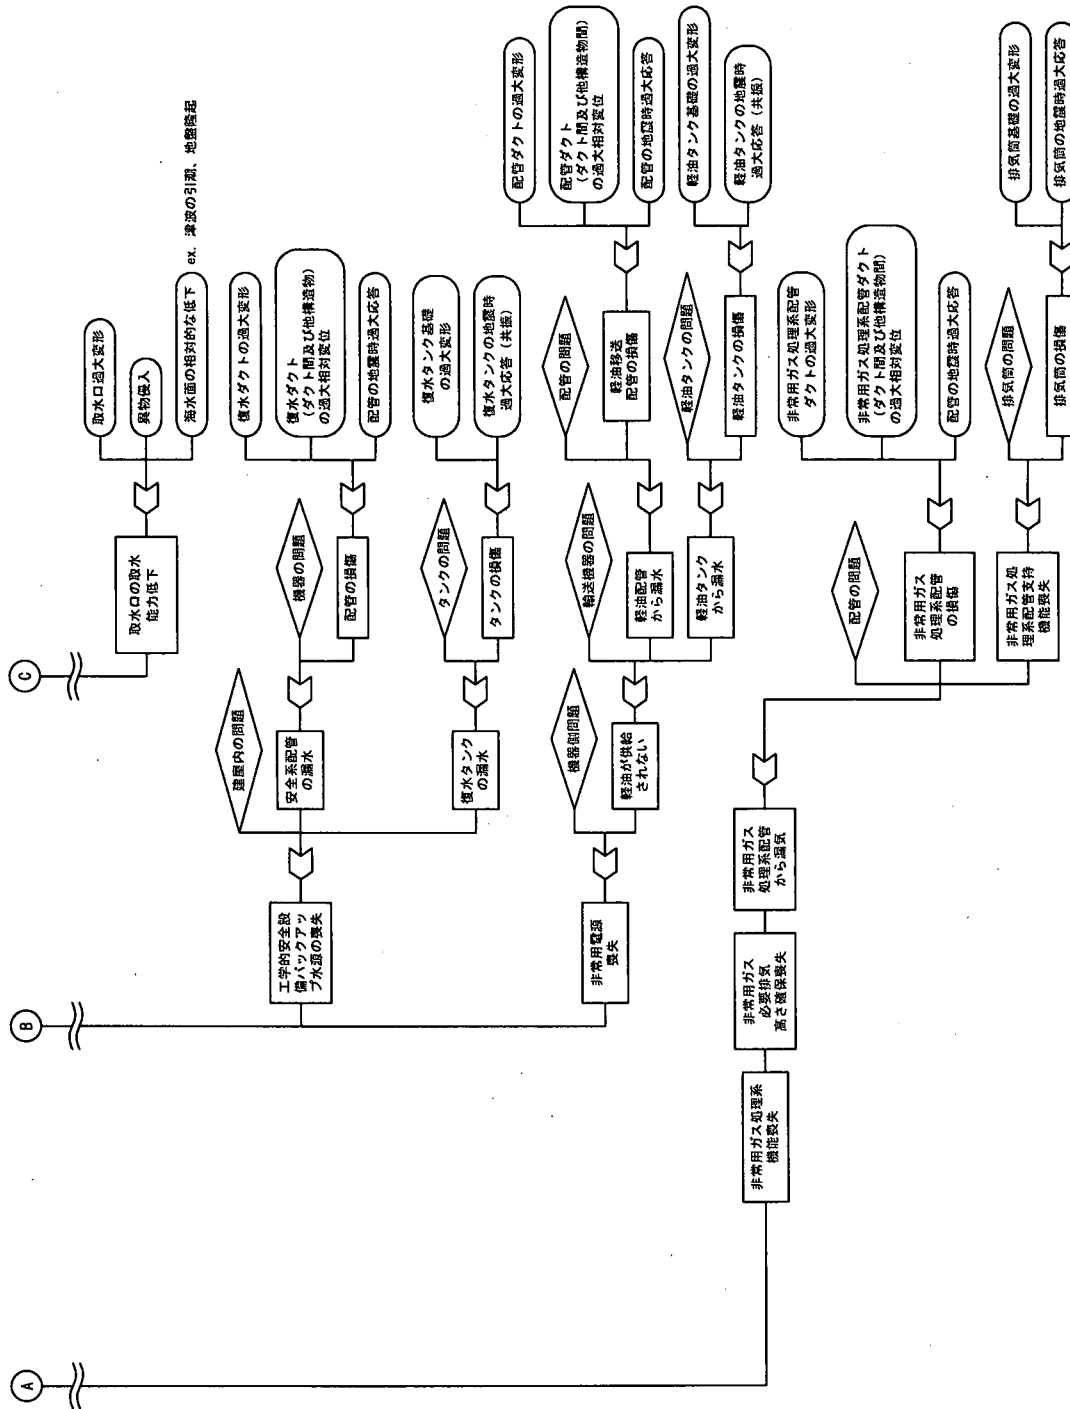 A
B
C
非常用ガス処理系
機能喪失
非常用ガス
必要排気
高さ確保喪失
非常用ガス
処理系配管
から漏気
工学的安全設
備バックアッ
プ水源の喪失
非常用電源
喪失
取水口の取水
能力低下
取水口過大変形
異物侵入
海水面の相対的な低下
ex. 津波の引潮、地盤隆起
建屋内の問題
安全系配管
の漏水
機器の問題
配管の損傷
復水ダクトの過大変形
復水ダクト
(ダクト間及び他構造物)
の過大相対変位
配管の地震時過大応答
復水タンク
の漏水
タンクの問題
タンクの損傷
復水タンク基礎
の過大変形
復水タンクの地震時
過大応答(共振)
機器側問題
軽油が供給
されない
輸送機器の問題
軽油配管
から漏水
配管の問題
軽油移送
配管の損傷
配管ダクトの過大変形
配管ダクト
(ダクト間及び他構造物間)
の過大相対変位
配管の地震時過大応答
軽油タンク
から漏水
軽油タンクの問題
軽油タンクの損傷
軽油タンク基礎の過大変形
軽油タンクの地震時
過大応答(共振)
配管の問題
非常用ガス
処理系配管
の損傷
非常用ガス処理系配管
ダクトの過大変形
非常用ガス処理系配管ダクト
(ダクト間及び他構造物間)
の過大相対変位
配管の地震時過大応答
非常用ガス処
理系配管支持
機能喪失
排気筒の問題
排気筒の損傷
排気筒基礎の過大変形
排気筒の地震時過大応答